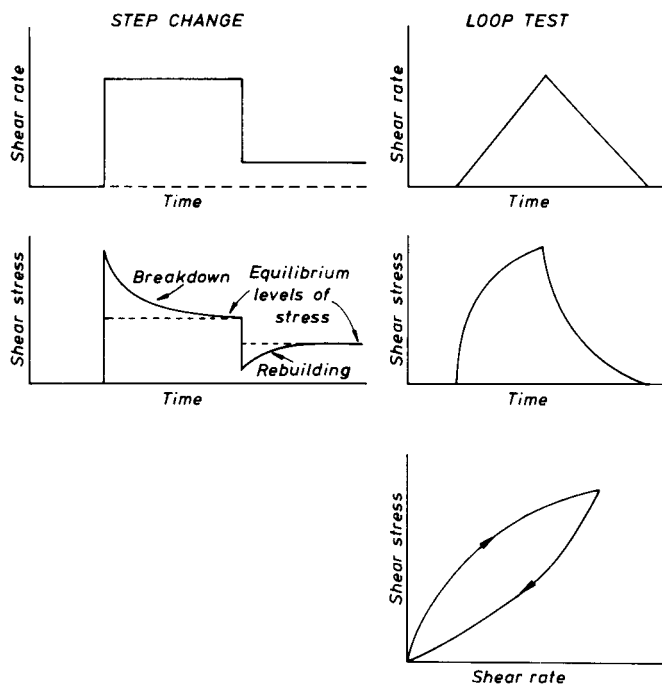 STEP CHANGE
LOOP TEST
Shear rate
Time
Shear rate
Time
Shear stress
Breakdown
Equilibrium
levels of
stress
Rebuilding
Time
Shear stress
Time
Shear stress
Shear rate